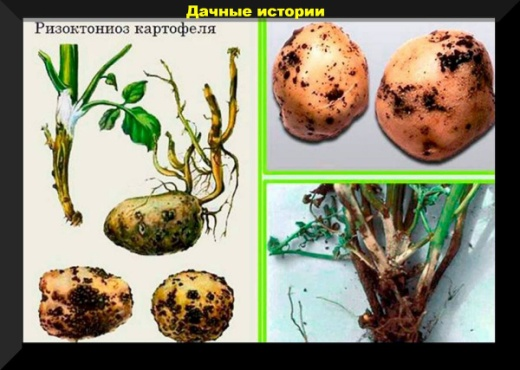 Дачные истории
Ризоктониоз картофеля